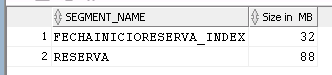 SEGMENT_NAME Size in MB
1 FECHAINICIORESERVA_INDEX 32
2 RESERVA 88